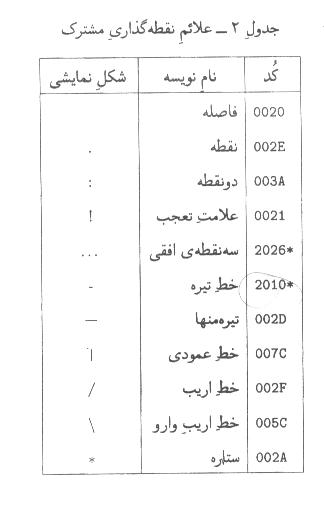 جدولِ ۲ ــ علائمِ نقطه‌گذاریِ مشترک
کُد نامِ نویسه شکلِ نمایشی
0020 فاصله
002E نقطه .
003A دونقطه :
0021 علامتِ تعجب !
2026* سه‌نقطه‌ی افقی ...
2010* خطِ تیره -
002D تیره‌منها —
007C خطِ عمودی |
002F خطِ اریب /
005C خطِ اریبِ وارو \
002A ستاره *